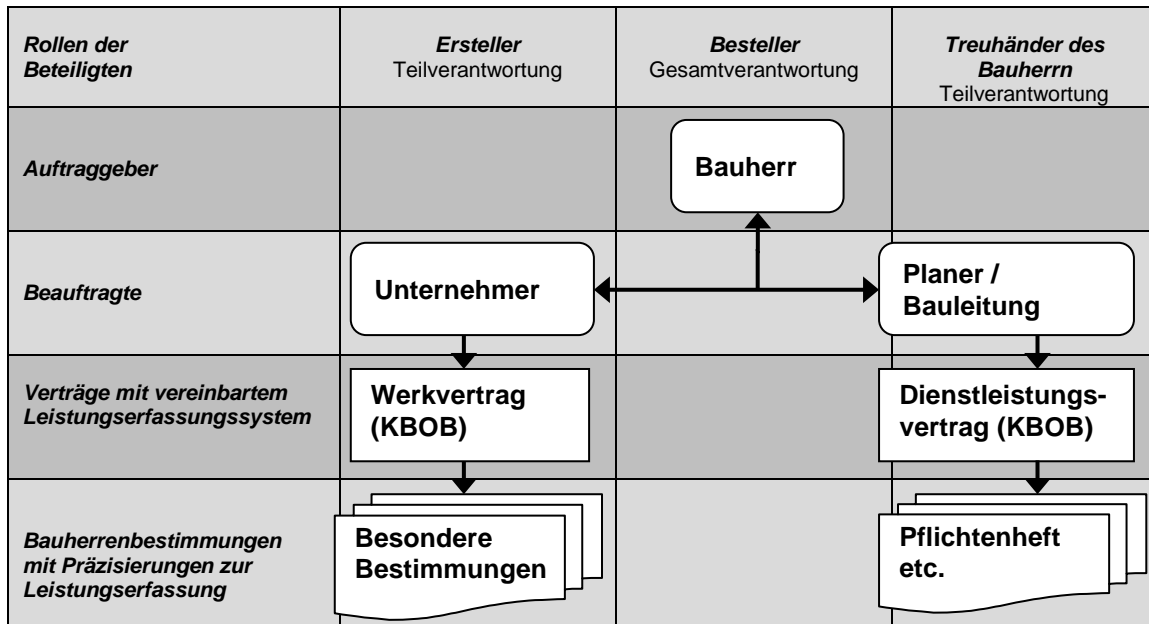 Rollen der
Beteiligten
Ersteller
Teilverantwortung
Besteller
Gesamtverantwortung
Treuhänder des
Bauherrn
Teilverantwortung
Auftraggeber
Bauherr
Beauftragte
Unternehmer
Planer /
Bauleitung
Verträge mit vereinbartem
Leistungserfassungssystem
Werkvertrag
(KBOB)
Dienstleistungs-
vertrag (KBOB)
Bauherrenbestimmungen
mit Präzisierungen zur
Leistungserfassung
Besondere
Bestimmungen
Pflichtenheft
etc.